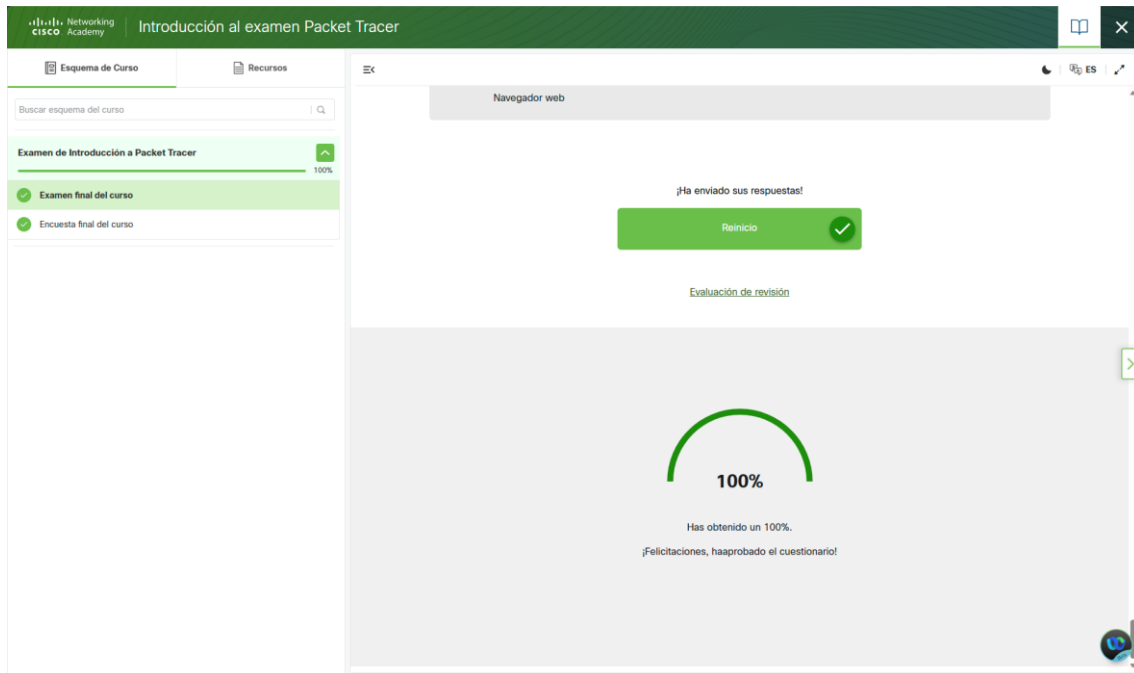 Networking
CISCO Academy
Introducción al examen Packet Tracer
Esquema de Curso
Recursos
ES
Buscar esquema del curso
Examen de Introducción a Packet Tracer
100%
Examen final del curso
Encuesta final del curso
Navegador web
¡Ha enviado sus respuestas!
Reinicio
Evaluación de revisión
100%
Has obtenido un 100%.
¡Felicitaciones, haaprobado el cuestionario!